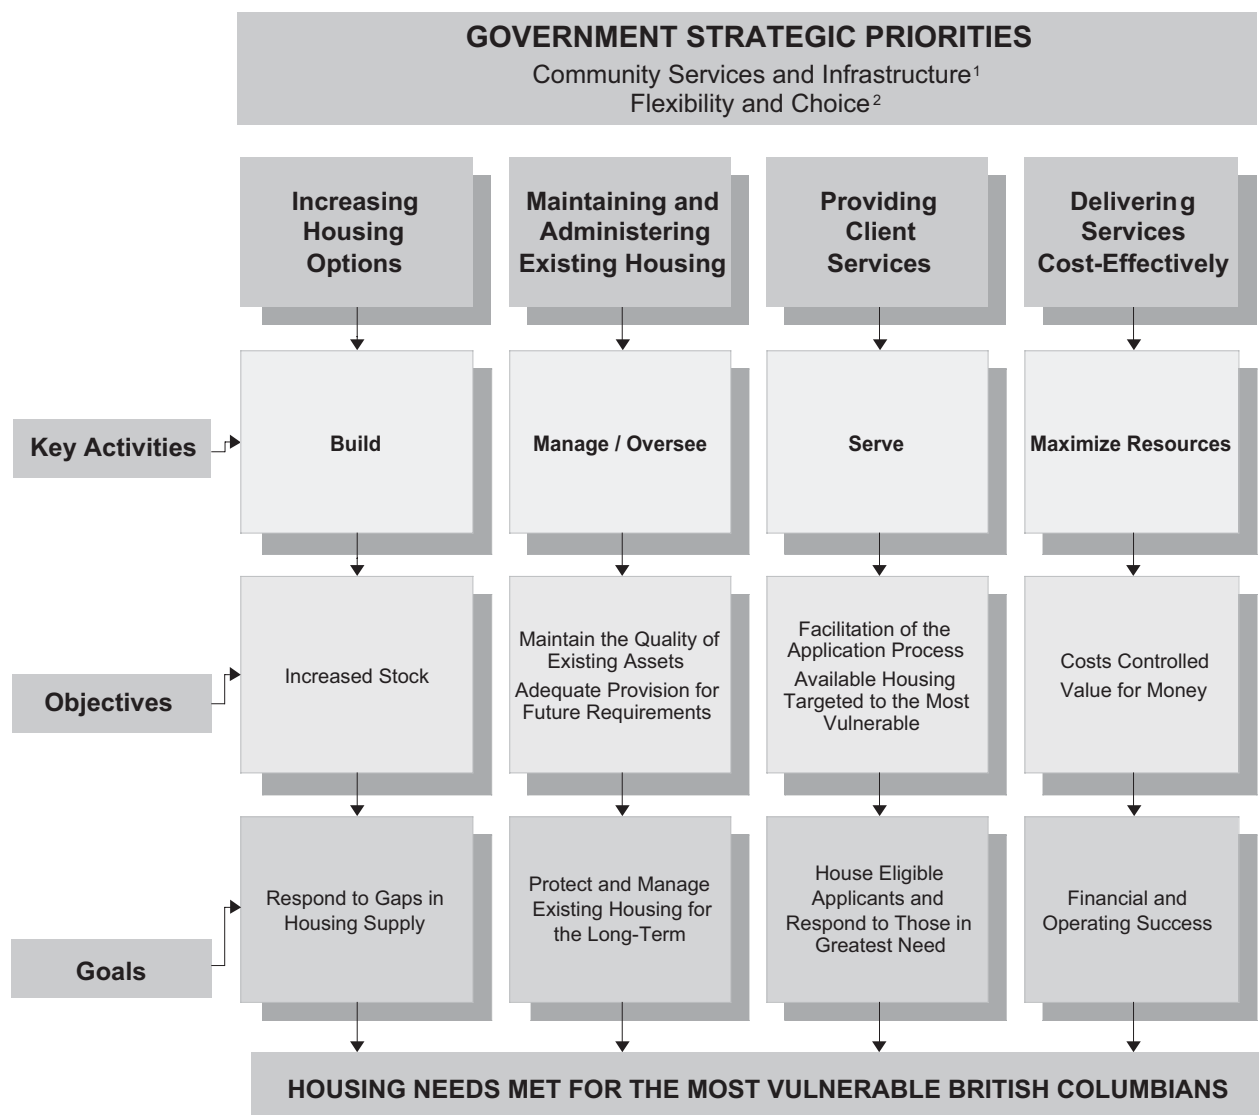 GOVERNMENT STRATEGIC PRIORITIES
Community Services and Infrastructure¹
Flexibility and Choice²
Increasing
Housing
Options
Maintaining and
Administering
Existing Housing
Providing
Client
Services
Delivering
Services
Cost-Effectively
Key Activities
Build
Manage / Oversee
Serve
Maximize Resources
Objectives
Increased Stock
Maintain the Quality of
Existing Assets
Adequate Provision for
Future Requirements
Facilitation of the
Application Process
Available Housing
Targeted to the Most
Vulnerable
Costs Controlled
Value for Money
Goals
Respond to Gaps in
Housing Supply
Protect and Manage
Existing Housing for
the Long-Term
House Eligible
Applicants and
Respond to Those in
Greatest Need
Financial and
Operating Success
HOUSING NEEDS MET FOR THE MOST VULNERABLE BRITISH COLUMBIANS